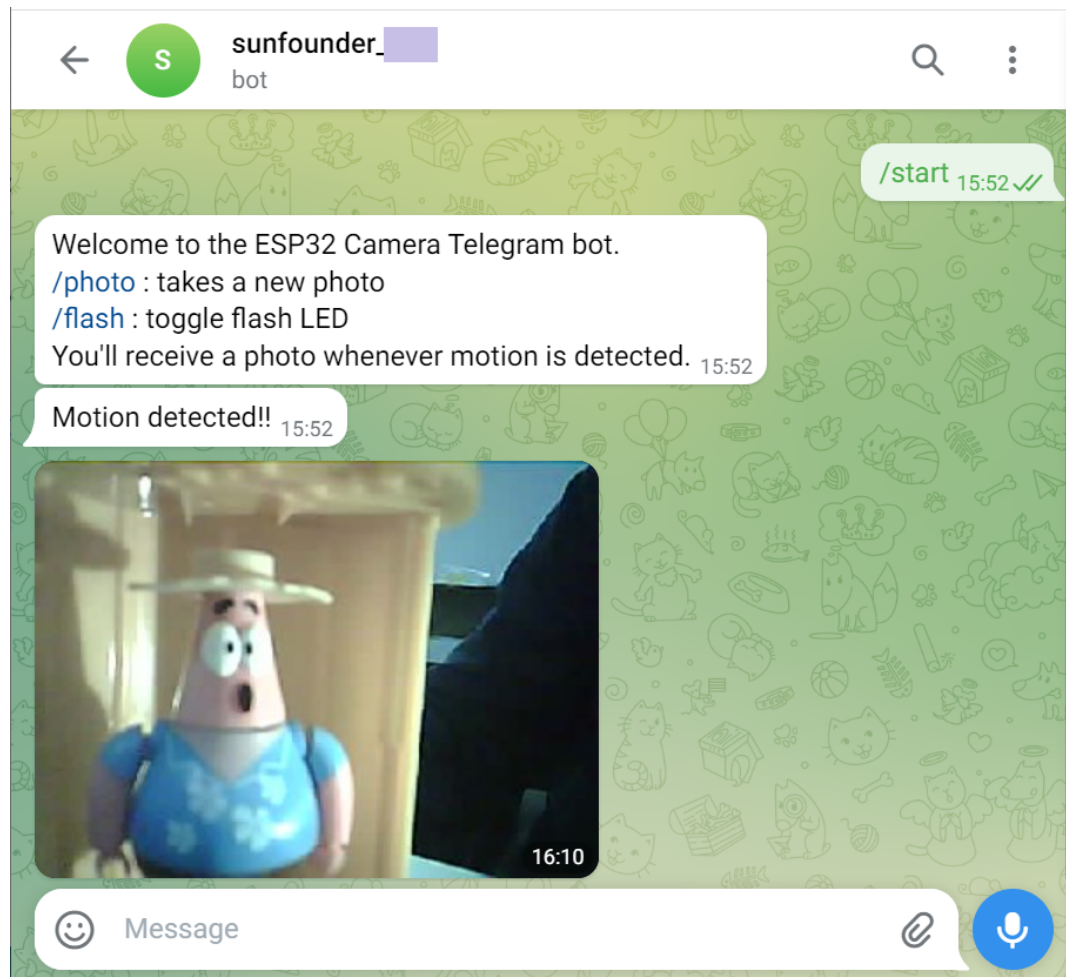 S
sunfounder_
bot
/start 15:52
Welcome to the ESP32 Camera Telegram bot.
/photo : takes a new photo
/flash : toggle flash LED
You'll receive a photo whenever motion is detected. 15:52
Motion detected!! 15:52
16:10
Message